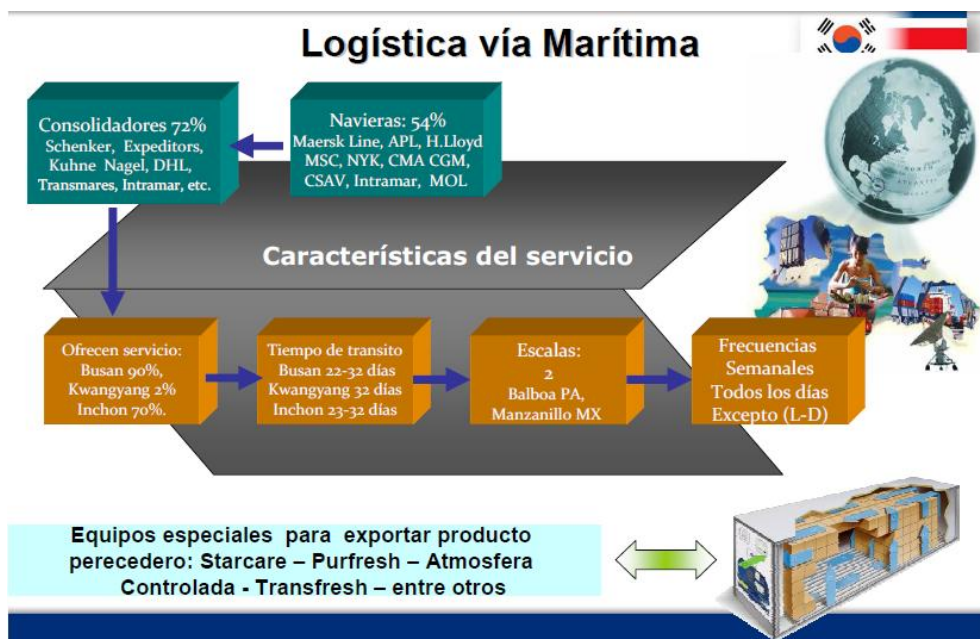 Logística vía Marítima
Consolidadores 72%
Schenker, Expeditors,
Kuhne Nagel, DHL,
Transmares, Intramar, etc.
Navieras: 54%
Maersk Line, APL, H.Lloyd
MSC, NYK, CMA CGM,
CSAV, Intramar, MOL
Características del servicio
Ofrecen servicio:
Busan 90%,
Kwangyang 2%
Inchon 70%.
Tiempo de transito
Busan 22-32 días
Kwangyang 32 días
Inchon 23-32 días
Escalas:
2
Balboa PA,
Manzanillo MX
Frecuencias
Semanales
Todos los días
Excepto (L-D)
Equipos especiales para exportar producto
perecedero: Starcare – Purfresh – Atmosfera
Controlada - Transfresh – entre otros